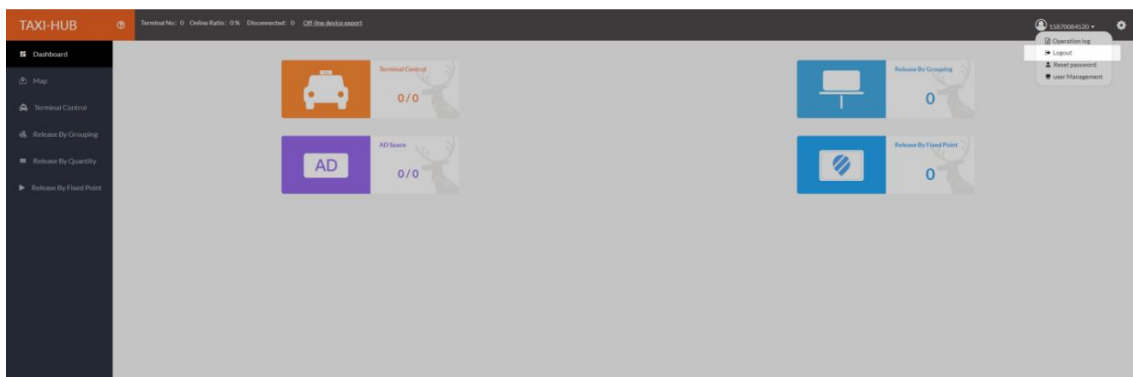 TAXI-HUB
Terminal No: 0 Online Ratio: 0% Disconnected: 0 Off-line device export
15870084520
Operation log
Logout
Reset password
user Management
Dashboard
Map
Terminal Control
Release By Grouping
Release By Quantity
Release By Fixed Point
Terminal Control
0/0
Release By Grouping
0
AD
AD Space
0/0
Release By Fixed Point
0